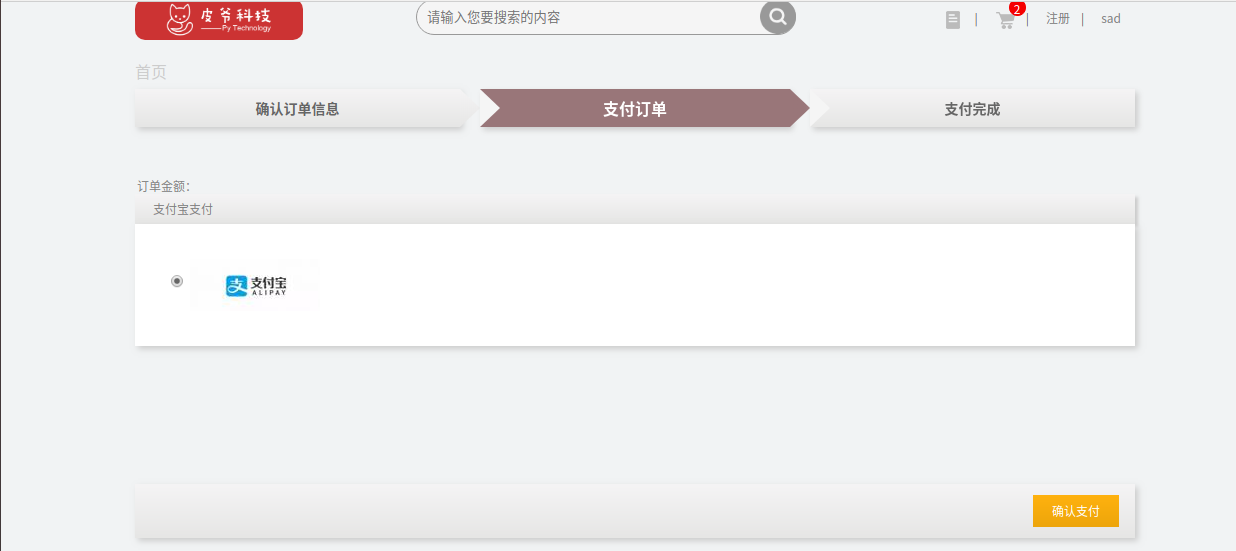 皮爷科技
Py Technology
请输入您要搜索的内容
2
| | 注册 | sad
首页
确认订单信息
支付订单
支付完成
订单金额:
支付宝支付
支 支付宝
ALIPAY
确认支付